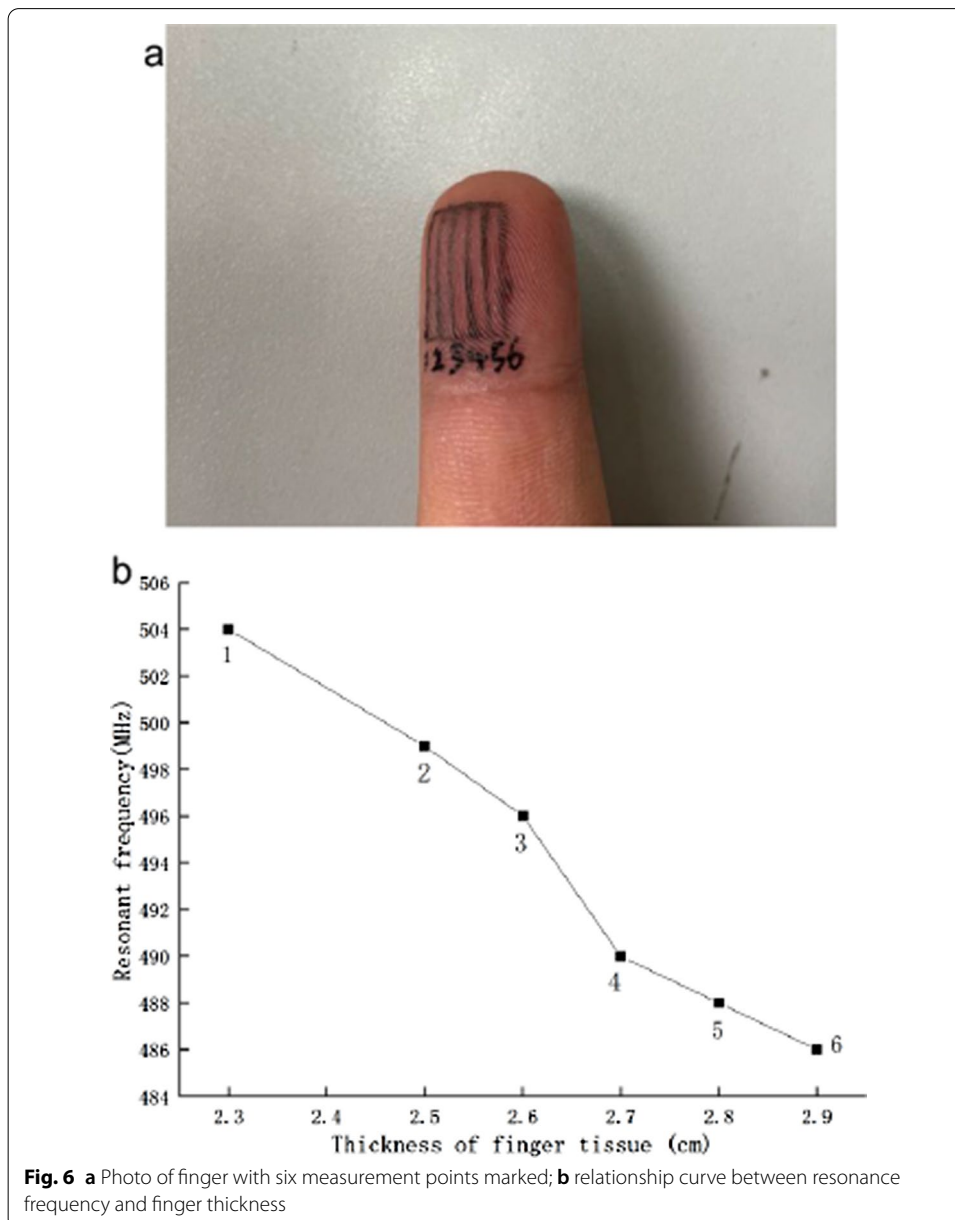 a
123456
b
506
504
502
500
498
496
494
492
490
488
486
484
Resonant frequency(MHz)
1
2
3
4
5
6
2.3 2.4 2.5 2.6 2.7 2.8 2.9
Thickness of finger tissue (cm)
Fig. 6 a Photo of finger with six measurement points marked; b relationship curve between resonance
frequency and finger thickness